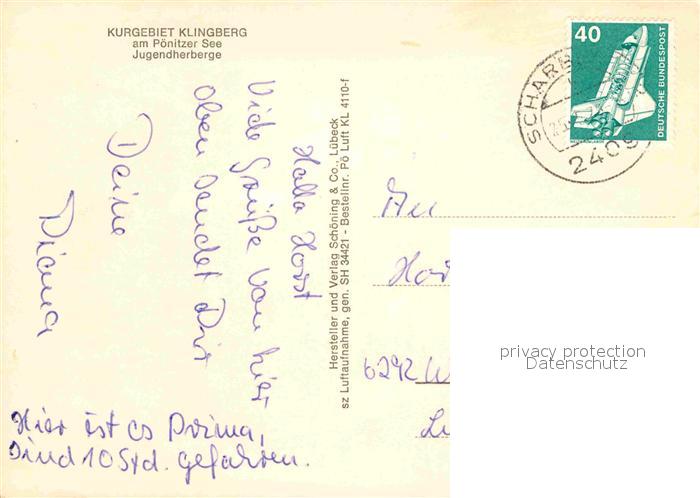 KURGEBIET KLINGBERG
am Pönitzer See
Jugendherberge
40
DEUTSCHE BUNDESPOST
SCHARB
2409
Hersteller und Verlag Schöning & Co., Lübeck
sz Luftaufnahme, gen. SH 34421 - Bestellnr. Pö Luft KL 4110-f
Hallo Horst
Viele Grüße von hier
oben sendet Dir
Deine
Diana
Hier ist es Prima,
sind 10 Std. gefahren.
An
Hor
6292 W
privacy protection
Datenschutz